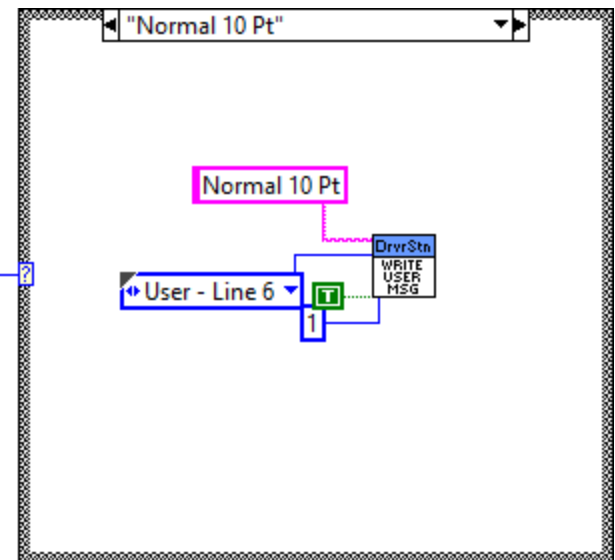 "Normal 10 Pt"
Normal 10 Pt
DrvrStn
WRITE
USER
MSG
?
User - Line 6
T
1